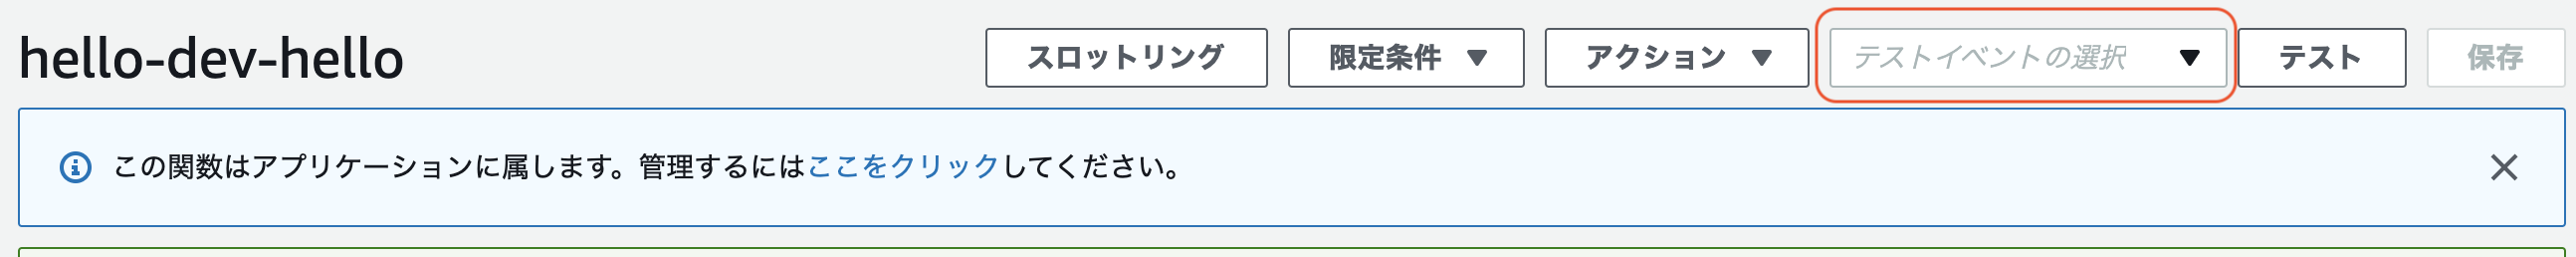 hello-dev-hello
スロットリング
限定条件
アクション
テストイベントの選択
テスト
保存
この関数はアプリケーションに属します。管理するにはここをクリックしてください。